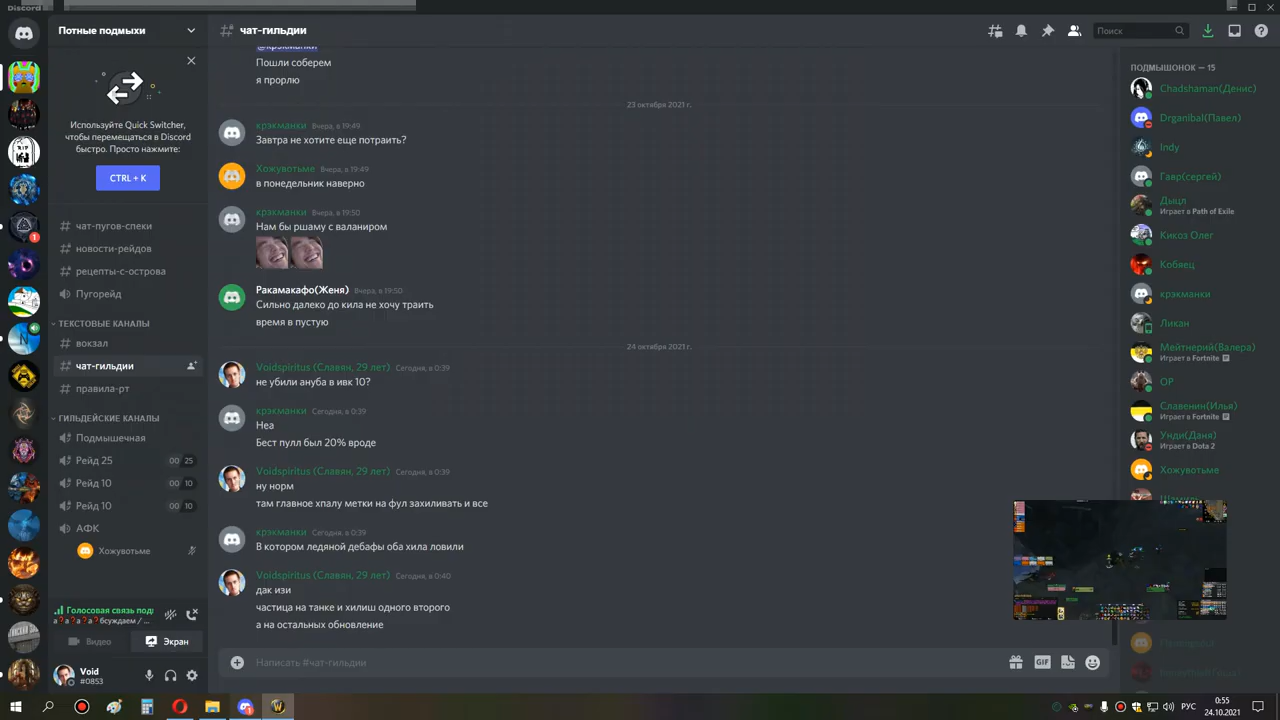 Discord
Потные подмыхи
Используйте Quick Switcher,
чтобы перемещаться в Discord
быстро. Просто нажмите:
CTRL + K
чат-пугов-спеки
новости-рейдов
рецепты-с-острова
Пугорейд
ТЕКСТОВЫЕ КАНАЛЫ
вокзал
чат-гильдии
правила-рт
ГИЛЬДЕЙСКИЕ КАНАЛЫ
Подмышечная
Рейд 25 00 25
Рейд 10 00 10
Рейд 10 00 10
АФК
Хожувотьме
Голосовая связь подк
Видео
Экран
Void
#0853
1
чат-гильдии
Поиск
@крэкманки
Пошли соберем
я пролю
23 октября 2021 г.
крэкманки Вчера, в 19:49
Завтра не хотите еще потраить?
Хожувотьме Вчера, в 19:49
в понедельник наверно
крэкманки Вчера, в 19:50
Нам бы ршаму с валаниром
Ракамакафо(Женя) Вчера, в 19:50
Сильно далеко до кила не хочу траить
время в пустую
24 октября 2021 г.
Voidspiritus (Славян, 29 лет) Сегодня, в 0:39
не убили ануба в ивк 10?
крэкманки Сегодня, в 0:39
Неа
Бест пулл был 20% вроде
Voidspiritus (Славян, 29 лет) Сегодня, в 0:39
ну норм
там главное хпалу метки на фул захиливать и все
крэкманки Сегодня, в 0:39
В котором ледяной дебафы оба хила ловили
Voidspiritus (Славян, 29 лет) Сегодня, в 0:40
дак изи
частица на танке и хилиш одного второго
а на остальных обновление
Написать #чат-гильдии
GIF
ПОДМЫШОНОК — 15
Chadshaman(Денис)
Drganibal(Павел)
Indy
Гавр(сергей)
Дыцл
Играет в Path of Exile
Кикоз Олег
Кобяец
крэкманки
Ликан
Мейтнерий(Валера)
Играет в Fortnite
ОР
Славенин(Илья)
Играет в Fortnite
Унди(Даня)
Играет в Dota 2
Хожувотьме
РУС
0:55
24.10.2021